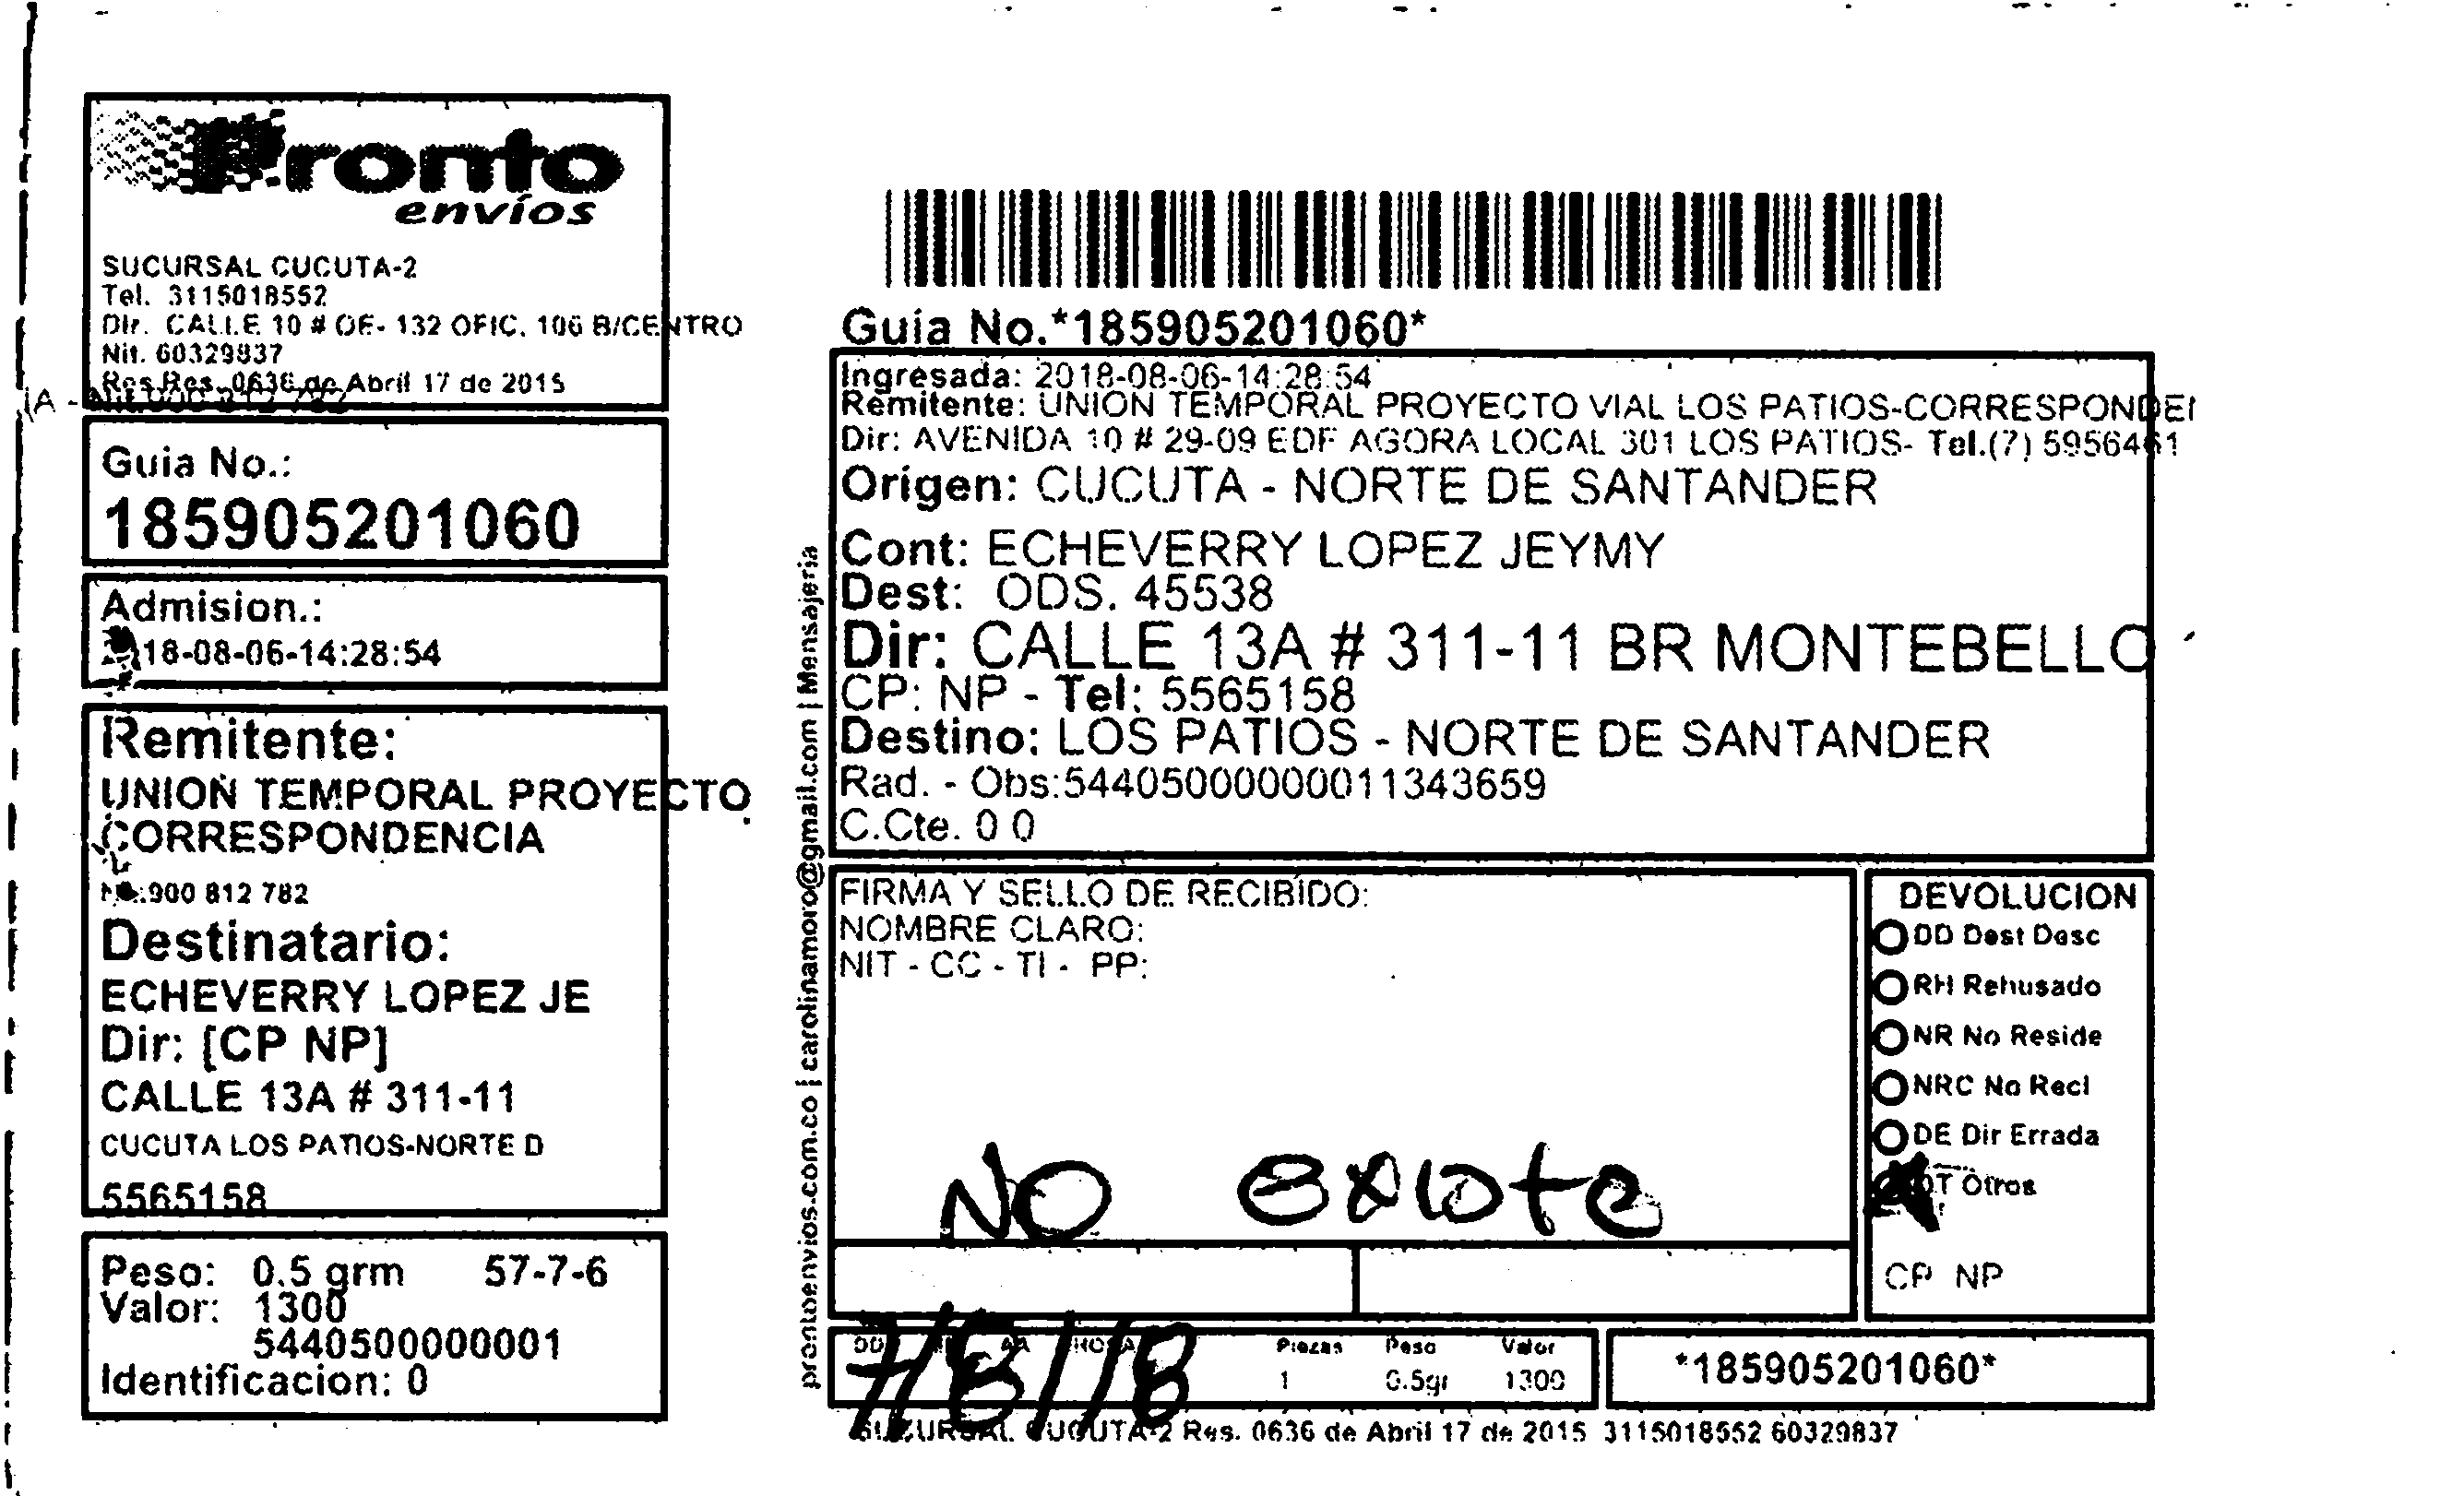 Pronto
envíos
SUCURSAL CUCUTA-2
Tel. 3115018552
Dir. CALLE 10 # OE- 132 OFIC. 106 B/CENTRO
Nit. 60329837
Res.Res. 0636 de Abril 17 de 2015
Guia No.:
185905201060
Admision.:
18-08-06-14:28:54
Remitente:
UNION TEMPORAL PROYECTO
CORRESPONDENCIA
900 812 782
Destinatario:
ECHEVERRY LOPEZ JE
Dir: [CP NP]
CALLE 13A # 311-11
CUCUTA LOS PATIOS-NORTE D
5565158
Peso: 0.5 grm 57-7-6
Valor: 1300
5440500000001
Identificacion: 0
prontoenvios.com.co | carolinamoro@gmail.com | Mensajeria
Guia No.*185905201060*
Ingresada: 2018-08-06-14:28:54
Remitente: UNION TEMPORAL PROYECTO VIAL LOS PATIOS-CORRESPONDEN
Dir: AVENIDA 10 # 29-09 EDF AGORA LOCAL 301 LOS PATIOS- Tel.(7) 5956461
Origen: CUCUTA - NORTE DE SANTANDER
Cont: ECHEVERRY LOPEZ JEYMY
Dest: ODS. 45538
Dir: CALLE 13A # 311-11 BR MONTEBELLO
CP: NP - Tel: 5565158
Destino: LOS PATIOS - NORTE DE SANTANDER
Rad. - Obs:544050000000011343659
C.Cte. 0 0
FIRMA Y SELLO DE RECIBIDO:
NOMBRE CLARO:
NIT - CC - TI - PP:
NO existe
DEVOLUCION
DD Dest Desc
RH Rehusado
NR No Reside
NRC No Recl
DE Dir Errada
OT Otros
CP NP
DD AA HORA Piezas Peso Valor
7/8/18 1 0.5gr 1300
*185905201060*
SUCURSAL CUCUTA-2 Res. 0636 de Abril 17 de 2015 3115018552 60329837